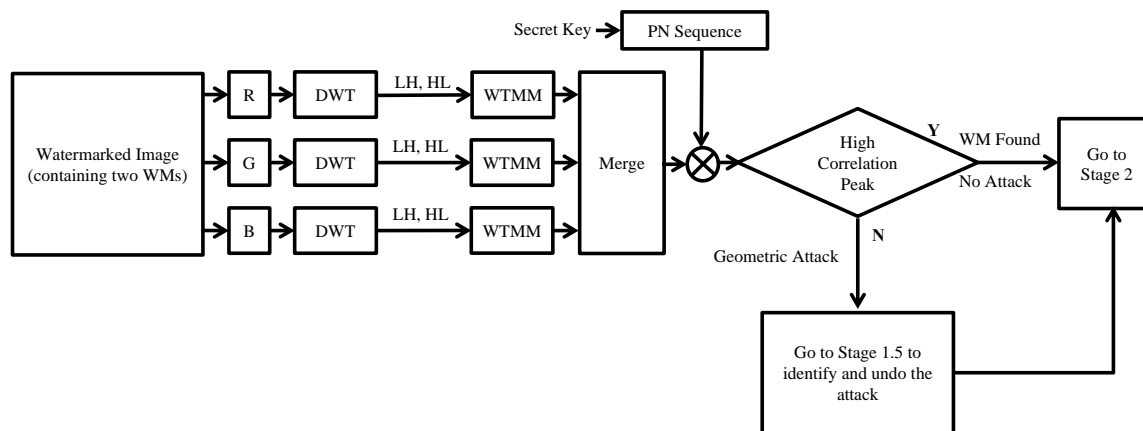 Secret Key
PN Sequence
R
DWT
LH, HL
WTMM
Watermarked Image
(containing two WMs)
G
DWT
LH, HL
WTMM
B
DWT
LH, HL
WTMM
Merge
High
Correlation
Peak
Y
WM Found
No Attack
Go to
Stage 2
N
Geometric Attack
Go to Stage 1.5 to
identify and undo the
attack